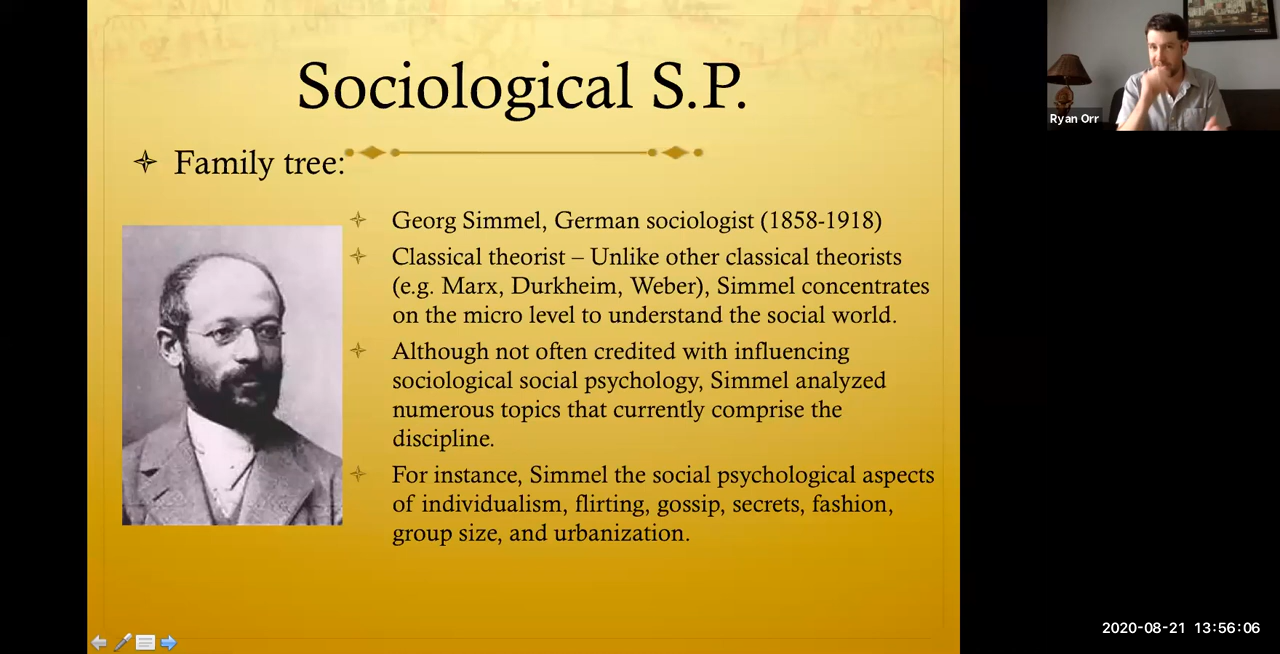 Sociological S.P.
Family tree:
Georg Simmel, German sociologist (1858-1918)
Classical theorist – Unlike other classical theorists
(e.g. Marx, Durkheim, Weber), Simmel concentrates
on the micro level to understand the social world.
Although not often credited with influencing
sociological social psychology, Simmel analyzed
numerous topics that currently comprise the
discipline.
For instance, Simmel the social psychological aspects
of individualism, flirting, gossip, secrets, fashion,
group size, and urbanization.
Ryan Orr
2020-08-21 13:56:06